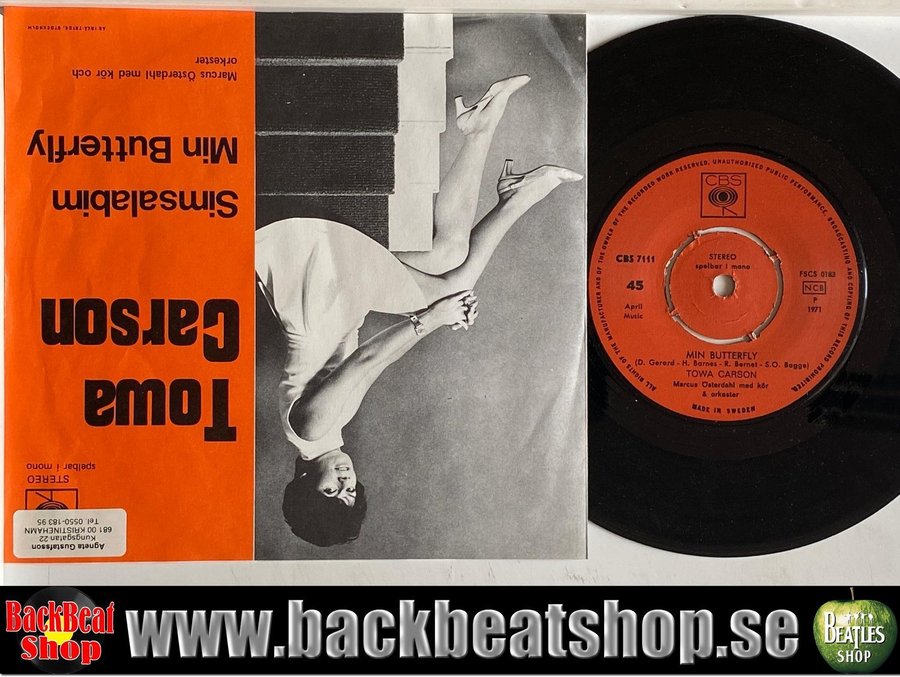 Agneta Gustafsson
Kungsgatan 22
681 00 KRISTINEHAMN
Tel. 0550-183 95
STEREO
spelbar i mono
Towa
Carson
Simsalabim
Min Butterfly
Marcus Österdahl med kör och
orkester
ALL RIGHTS OF THE MANUFACTURER AND OF THE OWNER OF THE RECORDED WORK RESERVED. UNAUTHORIZED PUBLIC PERFORMANCE, BROADCASTING AND COPYING OF THIS RECORD PROHIBITED
CBS
STEREO
spelbar i mono
CBS 7111
45
April
Music
FSCS 0183
NCB
P
1971
MIN BUTTERFLY
(D. Gerard - H. Barnes - R. Bernet - S.O. Bagge)
TOWA CARSON
Marcus Österdahl med kör
& orkester
MADE IN SWEDEN
BackBeat
Shop
www.backbeatshop.se
BEATLES
SHOP